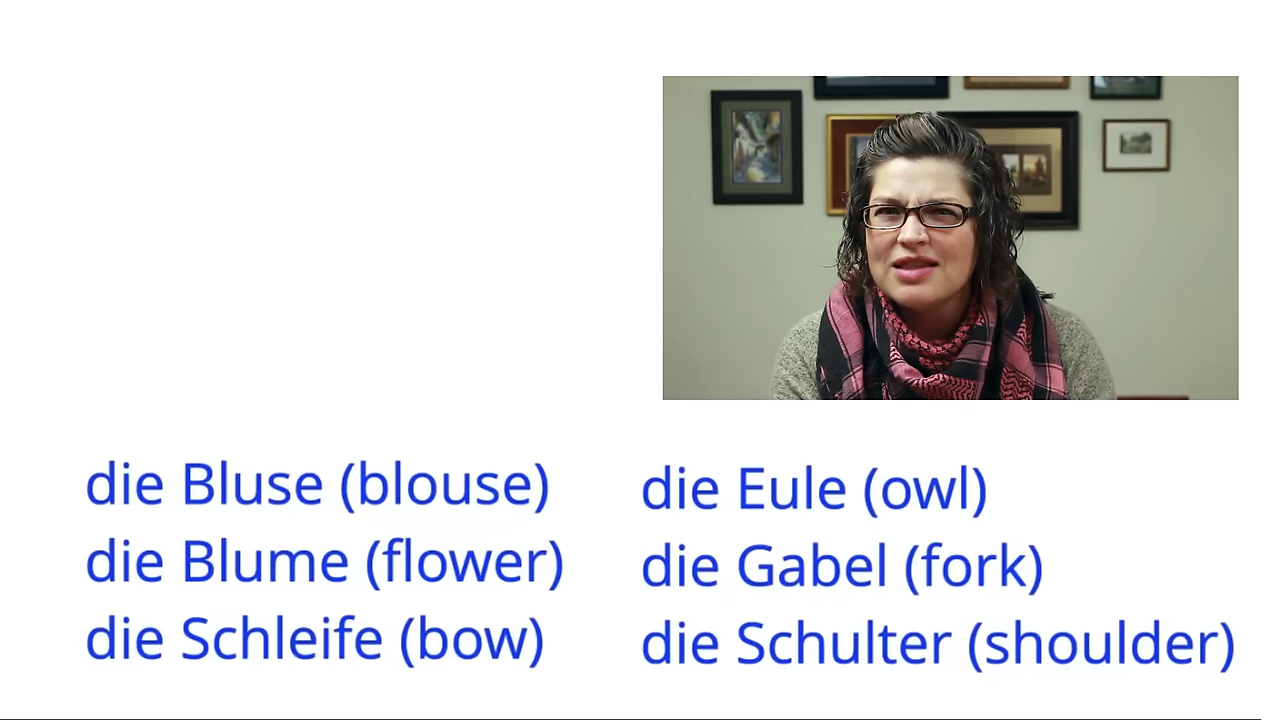 die Bluse (blouse)
die Blume (flower)
die Schleife (bow)
die Eule (owl)
die Gabel (fork)
die Schulter (shoulder)